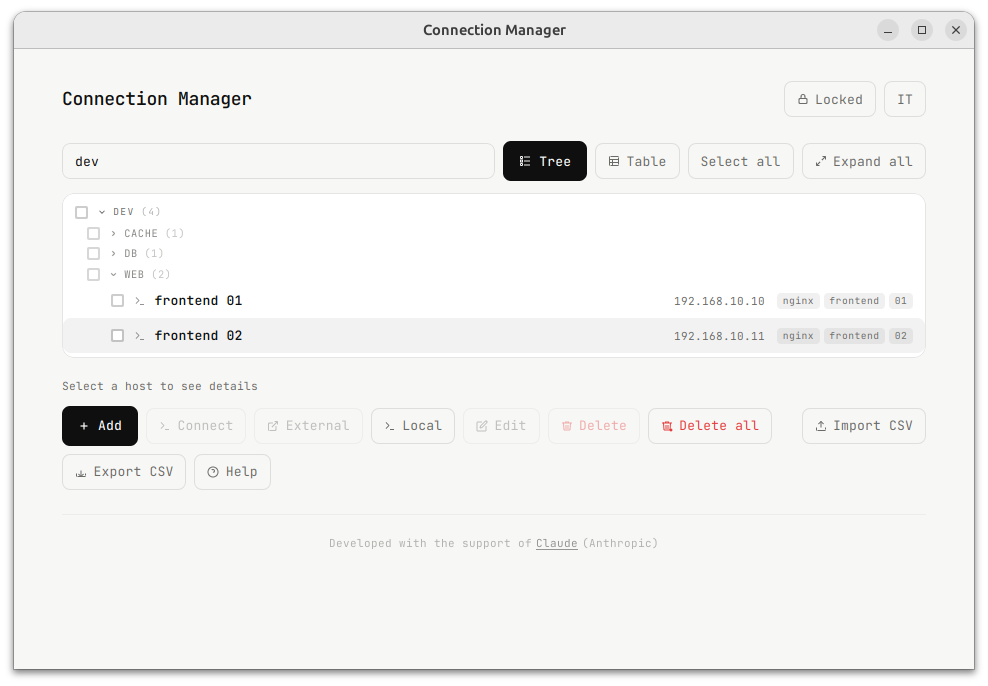 Connection Manager
Connection Manager
Locked IT
dev Tree Table Select all Expand all
DEV (4)
CACHE (1)
DB (1)
WEB (2)
frontend 01 192.168.10.10 nginx frontend 01
frontend 02 192.168.10.11 nginx frontend 02
Select a host to see details
+ Add Connect External Local Edit Delete Delete all Import CSV
Export CSV Help
Developed with the support of Claude (Anthropic)